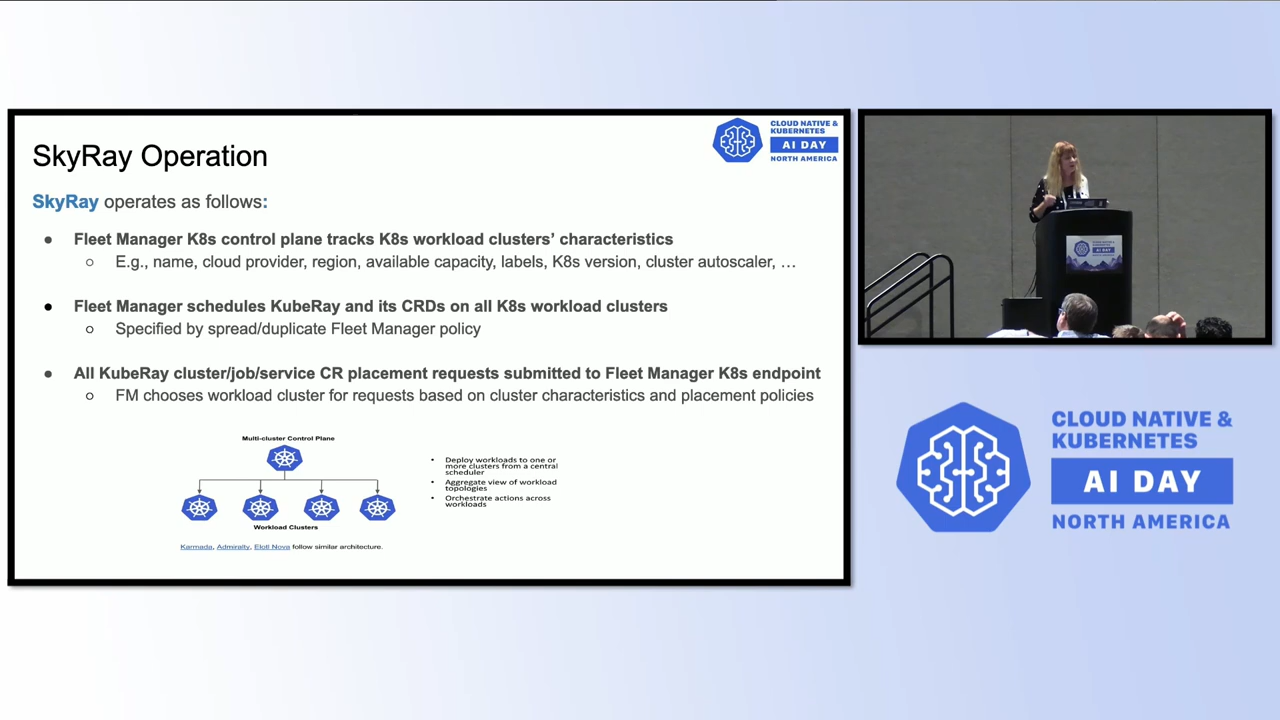 SkyRay Operation
CLOUD NATIVE &
KUBERNETES
AI DAY
NORTH AMERICA
SkyRay operates as follows:
● Fleet Manager K8s control plane tracks K8s workload clusters' characteristics
○ E.g., name, cloud provider, region, available capacity, labels, K8s version, cluster autoscaler, …
● Fleet Manager schedules KubeRay and its CRDs on all K8s workload clusters
○ Specified by spread/duplicate Fleet Manager policy
● All KubeRay cluster/job/service CR placement requests submitted to Fleet Manager K8s endpoint
○ FM chooses workload cluster for requests based on cluster characteristics and placement policies
Multi-cluster Control Plane
Workload Clusters
• Deploy workloads to one or
more clusters from a central
scheduler
• Aggregate view of workload
topologies
• Orchestrate actions across
workloads
Karmada, Admiralty, Elotl Nova follow similar architecture.
AI DAY
CLOUD NATIVE &
KUBERNETES
AI DAY
NORTH AMERICA